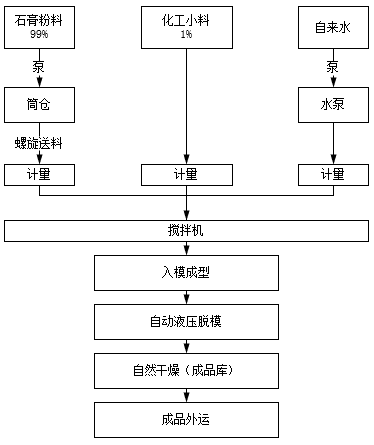 石膏粉料
99%
化工小料
1%
自来水
泵
泵
筒仓
水泵
螺旋送料
计量
计量
计量
搅拌机
入模成型
自动液压脱模
自然干燥（成品库）
成品外运